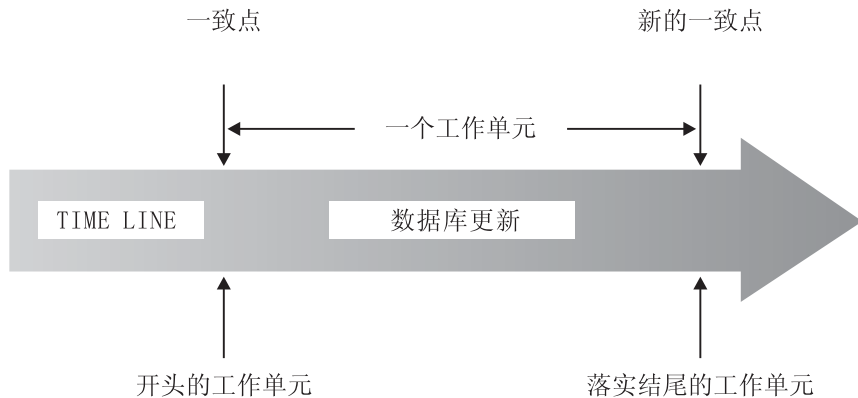 一致点
新的一致点
一个工作单元
TIME LINE
数据库更新
开头的工作单元
落实结尾的工作单元